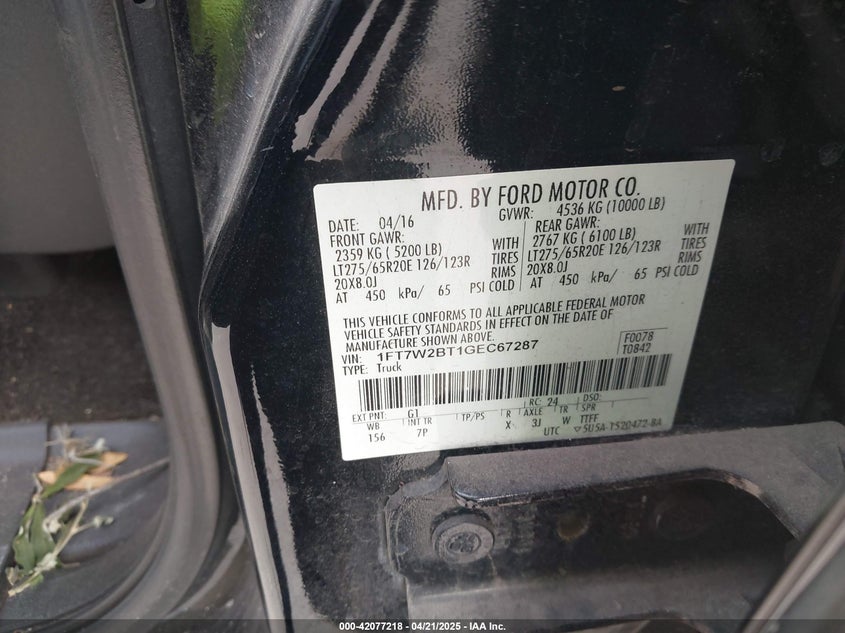 MFD. BY FORD MOTOR CO.
DATE: 04/16 GVWR: 4536 KG (10000 LB)
FRONT GAWR: REAR GAWR:
2359 KG ( 5200 LB) WITH 2767 KG ( 6100 LB) WITH
LT275/65R20E 126/123R TIRES LT275/65R20E 126/123R TIRES
20X8.0J RIMS 20X8.0J RIMS
AT 450 kPa/ 65 PSI COLD AT 450 kPa/ 65 PSI COLD
THIS VEHICLE CONFORMS TO ALL APPLICABLE FEDERAL MOTOR
VEHICLE SAFETY STANDARDS IN EFFECT ON THE DATE OF
MANUFACTURE SHOWN ABOVE.
VIN: 1FT7W2BT1GEC67287 F0078
TYPE: Truck T0842
RC: 24 DSO:
EXT PNT: G1 TP/PS R AXLE TR SPR
WB INT TR X 3J W TTFF
156 7P UTC ▽5U5A-1520472-BA
000-42077218 - 04/21/2025 - IAA Inc.